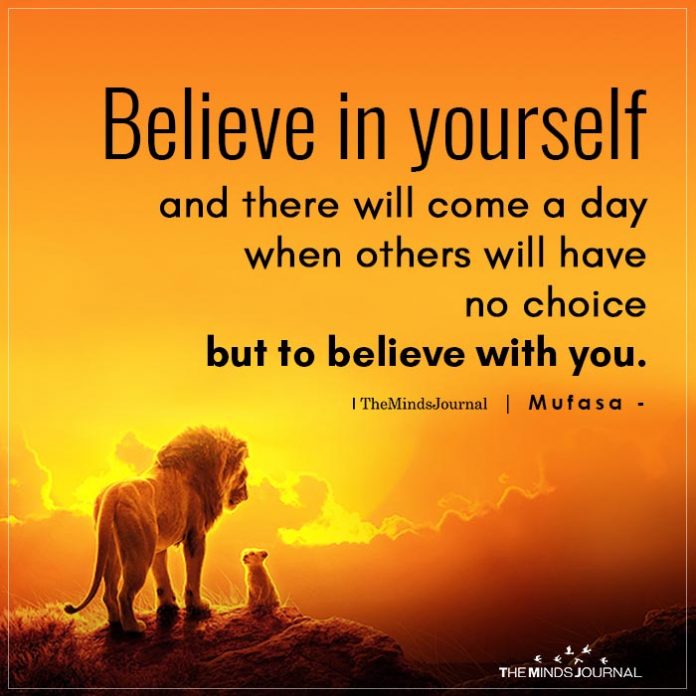 Believe in yourself
and there will come a day
when others will have
no choice
but to believe with you.
I TheMindsJournal | Mufasa -
THE MINDS JOURNAL